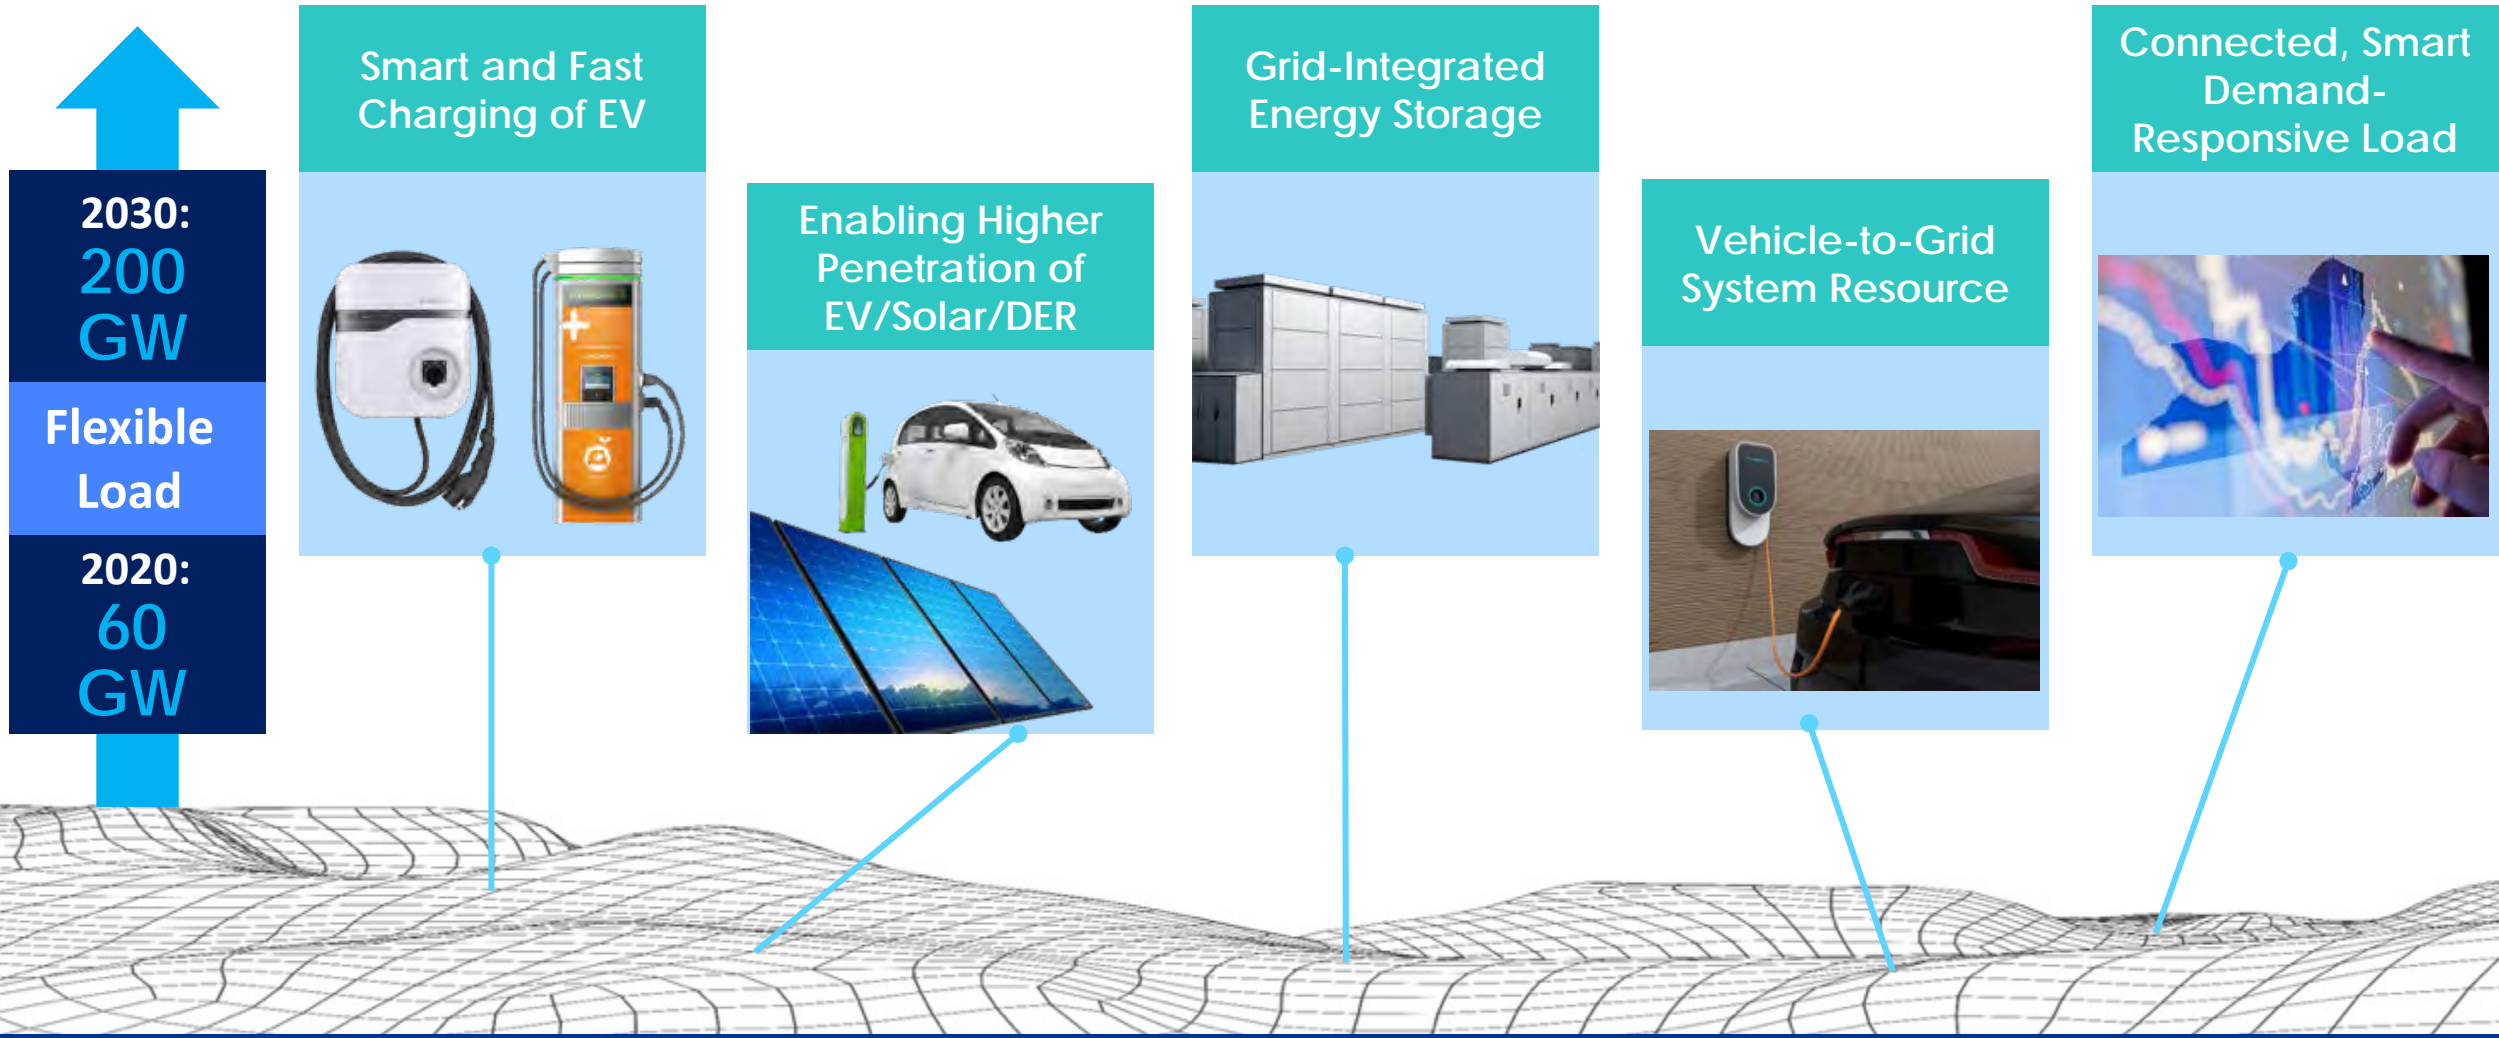 2030:
200
GW
Flexible
Load
2020:
60
GW
Smart and Fast
Charging of EV
Enabling Higher
Penetration of
EV/Solar/DER
Grid-Integrated
Energy Storage
Vehicle-to-Grid
System Resource
Connected, Smart
Demand-
Responsive Load